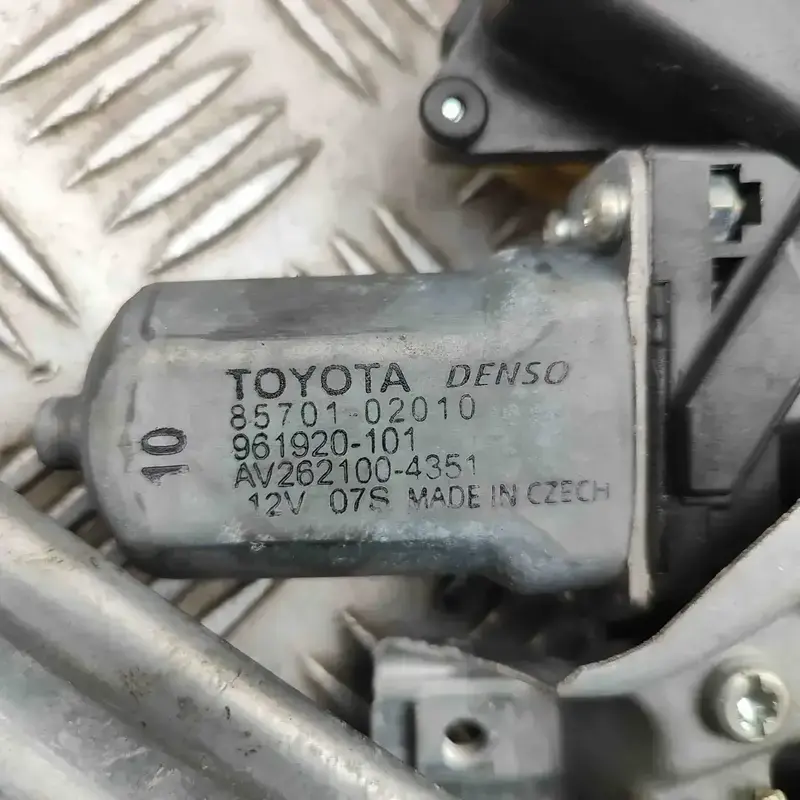 TOYOTA DENSO
85701-02010
961920-101
AV262100-4351
12V 07S MADE IN CZECH
10